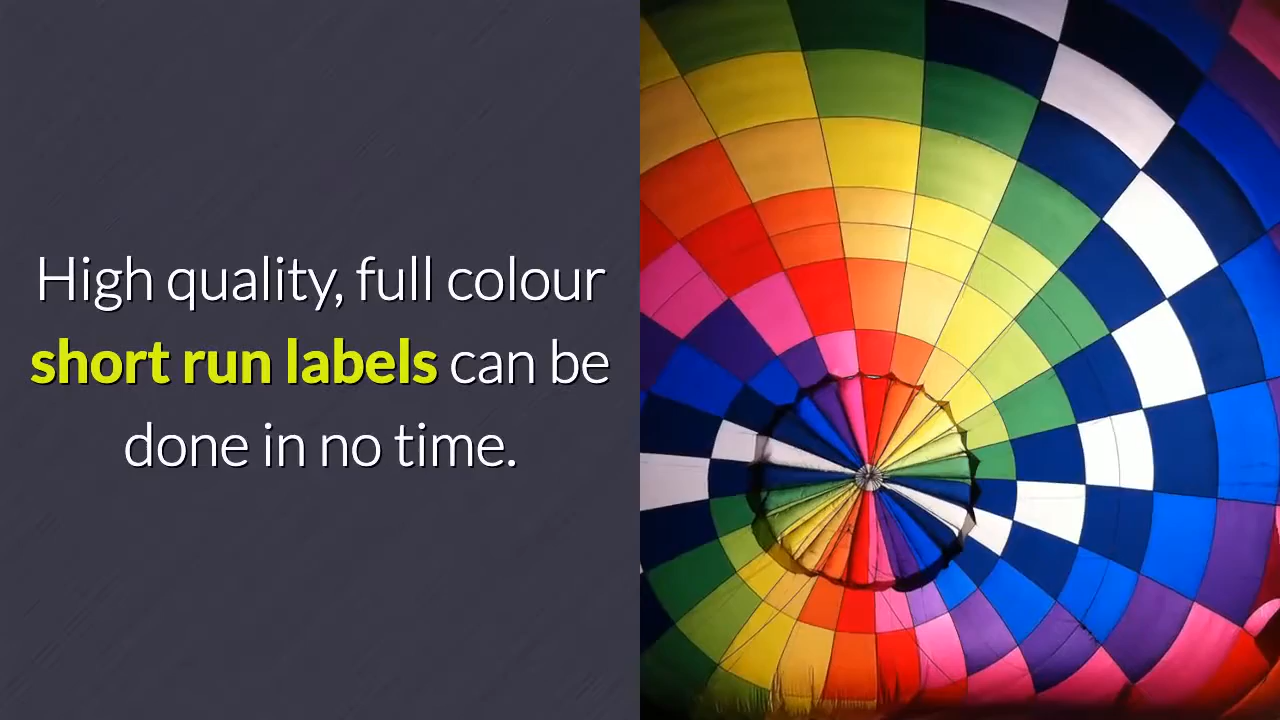 High quality, full colour
short run labels can be
done in no time.